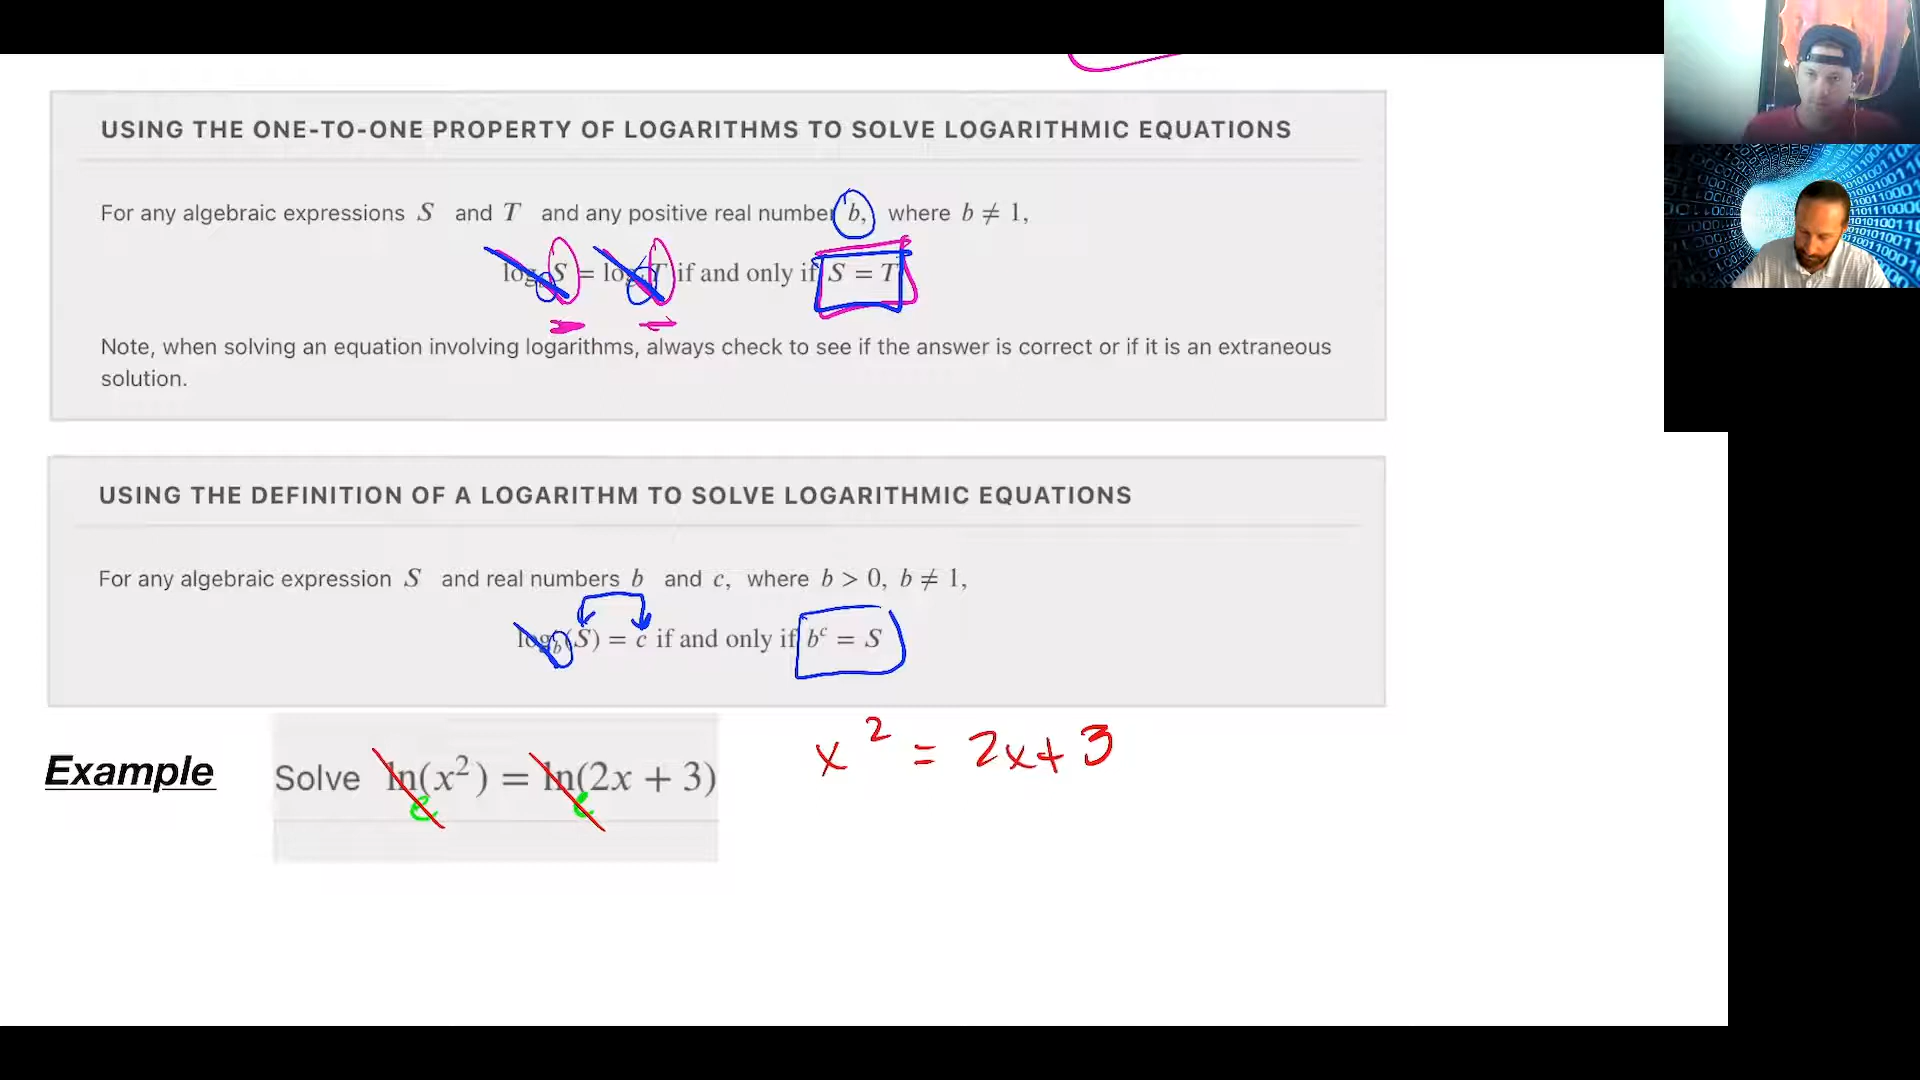 USING THE ONE-TO-ONE PROPERTY OF LOGARITHMS TO SOLVE LOGARITHMIC EQUATIONS
For any algebraic expressions S and T and any positive real number b, where b ≠ 1,
log_b S = log_b T if and only if S = T
Note, when solving an equation involving logarithms, always check to see if the answer is correct or if it is an extraneous
solution.
USING THE DEFINITION OF A LOGARITHM TO SOLVE LOGARITHMIC EQUATIONS
For any algebraic expression S and real numbers b and c, where b > 0, b ≠ 1,
log_b(S) = c if and only if b^c = S
Example Solve ln(x²) = ln(2x + 3) x² = 2x+3
e e